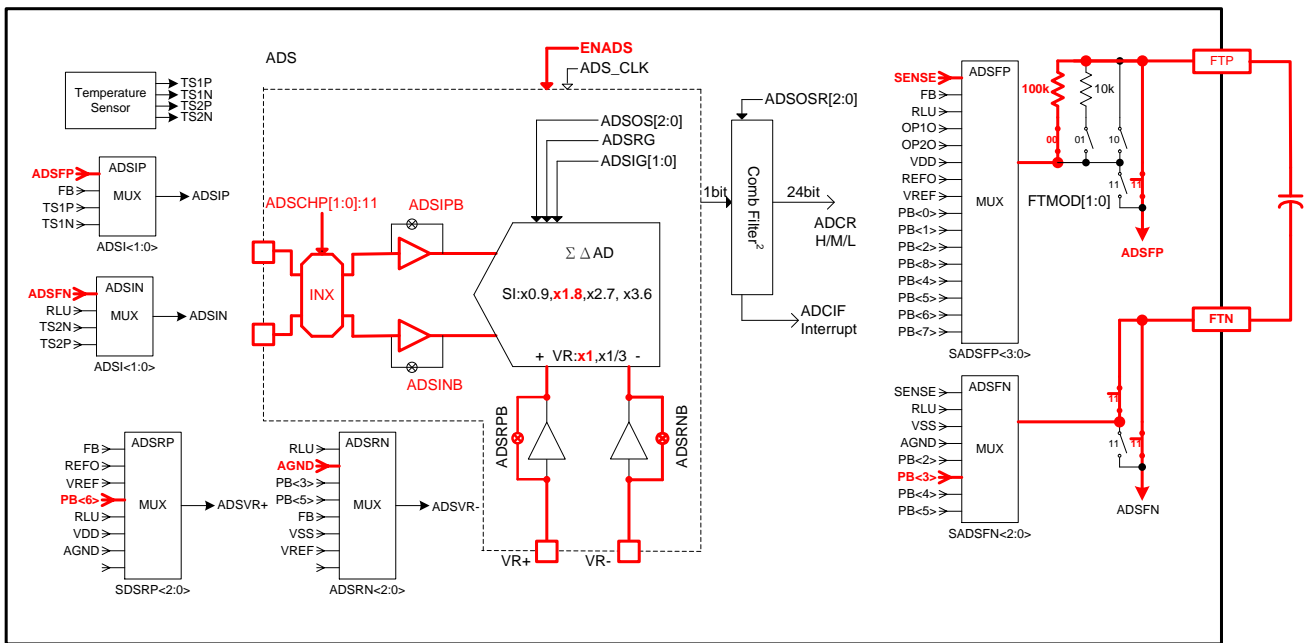 ADS
ENADS
ADS_CLK
Temperature
Sensor
TS1P
TS1N
TS2P
TS2N
ADSFP
FB
TS1P
TS1N
ADSIP
MUX
ADSIP
ADSI<1:0>
ADSFN
RLU
TS2N
TS2P
ADSIN
MUX
ADSIN
ADSI<1:0>
FB
REFO
VREF
PB<6>
RLU
VDD
AGND
ADSRP
MUX
ADSVR+
SDSRP<2:0>
RLU
AGND
PB<3>
PB<5>
FB
VSS
VREF
ADSRN
MUX
ADSVR-
ADSRN<2:0>
ADSCHP[1:0]:11
INX
ADSIPB
ADSINB
ADSOS[2:0]
ADSRG
ADSIG[1:0]
Σ Δ AD
SI:x0.9,x1.8,x2.7, x3.6
+ VR:x1,x1/3 -
ADSRPB
ADSRNB
VR+
VR-
ADSOSR[2:0]
1bit
Comb Filter2
24bit
ADCR
H/M/L
ADCIF
Interrupt
SENSE
FB
RLU
OP1O
OP2O
VDD
REFO
VREF
PB<0>
PB<1>
PB<2>
PB<8>
PB<4>
PB<5>
PB<6>
PB<7>
ADSFP
MUX
SADSFP<3:0>
100k
10k
00
01
10
11
11
FTMOD[1:0]
ADSFP
FTP
SENSE
RLU
VSS
AGND
PB<2>
PB<3>
PB<4>
PB<5>
ADSFN
MUX
SADSFN<2:0>
11
11
11
ADSFN
FTN